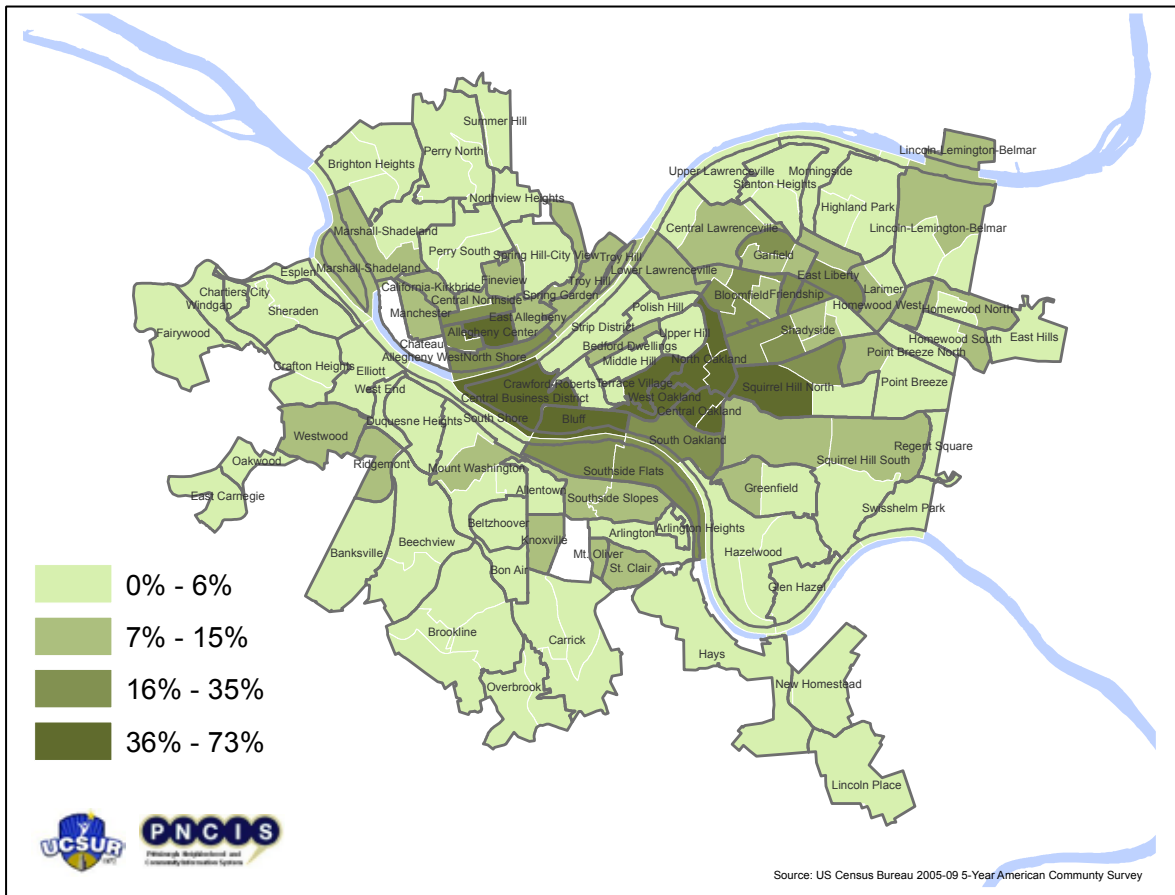 Summer Hill
Perry North
Brighton Heights
Lincoln-Lemington-Belmar
Upper Lawrenceville
Morningside
Stanton Heights
Northview Heights
Highland Park
Marshall-Shadeland
Central Lawrenceville
Lincoln-Lemington-Belmar
Perry South
Spring Hill-City View
Troy Hill
Garfield
Marshall-Shadeland
Lower Lawrenceville
East Liberty
Esplen
Fineview
Troy Hill
Larimer
Chartiers City
California-Kirkbride
Spring Garden
Bloomfield
Friendship
Windgap
Central Northside
Polish Hill
Homewood West
Homewood North
Sheraden
Manchester
East Allegheny
Strip District
Upper Hill
Shadyside
Fairywood
Allegheny Center
Bedford Dwellings
Homewood South
East Hills
Chateau
Middle Hill
North Oakland
Point Breeze North
Allegheny West
North Shore
Crafton Heights
Elliott
Crawford-Roberts
Terrace Village
Squirrel Hill North
Point Breeze
West End
Central Business District
West Oakland
Duquesne Heights
South Shore
Bluff
Central Oakland
Westwood
South Oakland
Regent Square
Oakwood
Ridgemont
Mount Washington
Southside Flats
Squirrel Hill South
East Carnegie
Allentown
Southside Slopes
Greenfield
Beltzhoover
Arlington Heights
Swisshelm Park
Banksville
Beechview
Knoxville
Arlington
Mt. Oliver
Hazelwood
Bon Air
St. Clair
Glen Hazel
Brookline
Carrick
Hays
Overbrook
New Homestead
Lincoln Place
0% - 6%
7% - 15%
16% - 35%
36% - 73%
UCSUR
PNCIS
Pittsburgh Neighborhood and
Community Information System
Source: US Census Bureau 2005-09 5-Year American Communty Survey